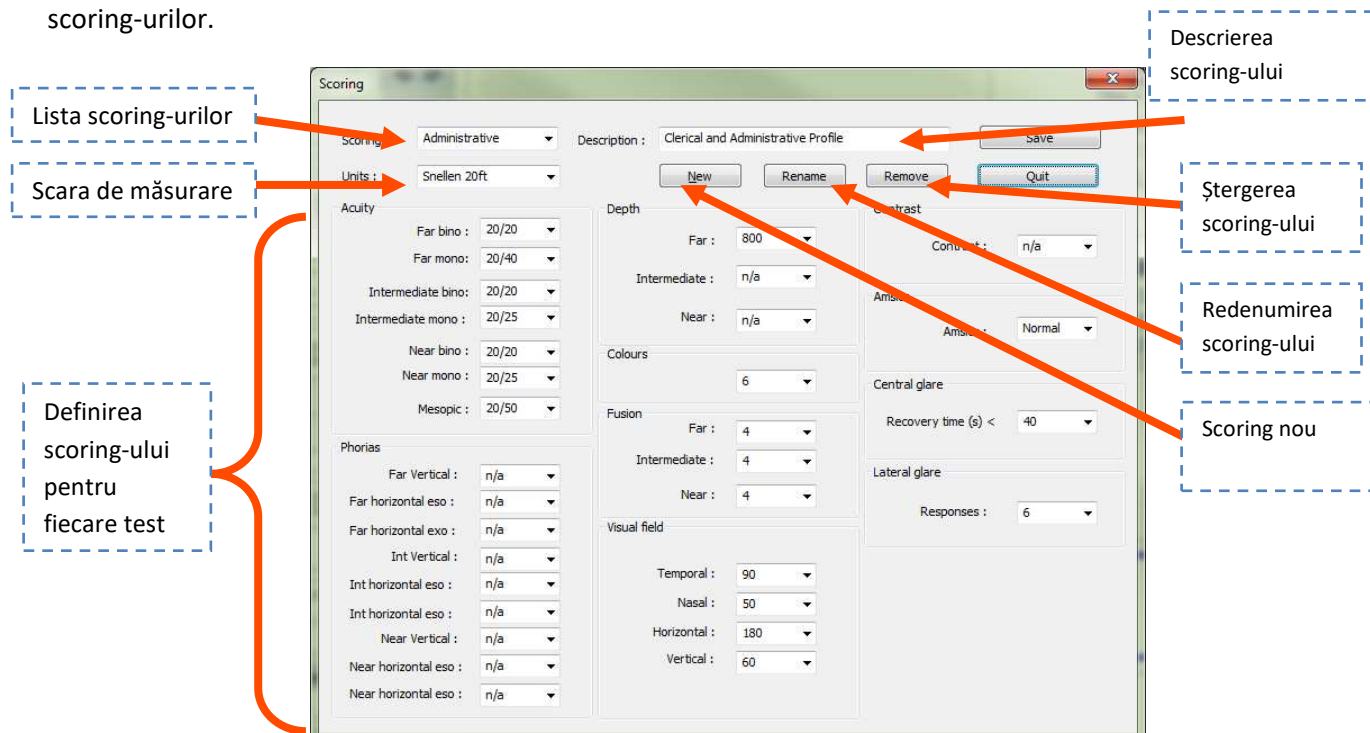 scoring-urilor.
Descrierea
scoring-ului
Scoring
Lista scoring-urilor
Scoring
Administrative
Description :
Clerical and Administrative Profile
Save
Scara de măsurare
Units :
Snellen 20ft
New
Rename
Remove
Quit
Ștergerea
scoring-ului
Redenumirea
scoring-ului
Scoring nou
Definirea
scoring-ului
pentru
fiecare test
Acuity
Far bino : 20/20
Far mono: 20/40
Intermediate bino: 20/20
Intermediate mono : 20/25
Near bino : 20/20
Near mono : 20/25
Mesopic : 20/50
Phorias
Far Vertical : n/a
Far horizontal eso : n/a
Far horizontal exo : n/a
Int Vertical : n/a
Int horizontal eso : n/a
Int horizontal eso : n/a
Near Vertical : n/a
Near horizontal eso : n/a
Near horizontal eso : n/a
Depth
Far : 800
Intermediate : n/a
Near : n/a
Colours
6
Fusion
Far : 4
Intermediate : 4
Near : 4
Visual field
Temporal : 90
Nasal : 50
Horizontal : 180
Vertical : 60
Contrast
Contrast : n/a
Normal
Central glare
Recovery time (s) < 40
Lateral glare
Responses : 6